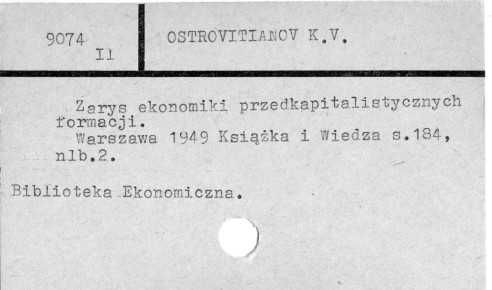 9074
II
OSTROVITIANOV K.V.
Zarys ekonomiki przedkapitalistycznych
formacji.
Warszawa 1949 Książka i Wiedza s.184,
nlb.2.
Biblioteka Ekonomiczna.